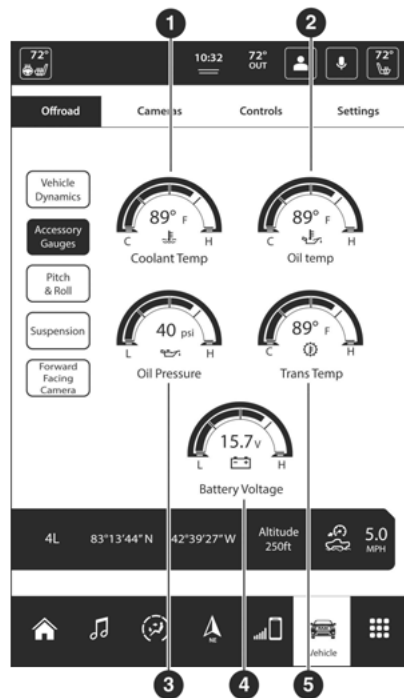 1
2
72°
10:32
72°
OUT
72°
Offroad
Cameras
Controls
Settings
Vehicle
Dynamics
Accessory
Gauges
Pitch
& Roll
Suspension
Forward
Facing
Camera
89° F
C
H
Coolant Temp
89° F
C
H
Oil temp
40 psi
L
H
Oil Pressure
89° F
C
H
Trans Temp
15.7v
L
H
Battery Voltage
4L
83°13'44"N
42°39'27"W
Altitude
250ft
5.0
MPH
NE
Vehicle
3
4
5